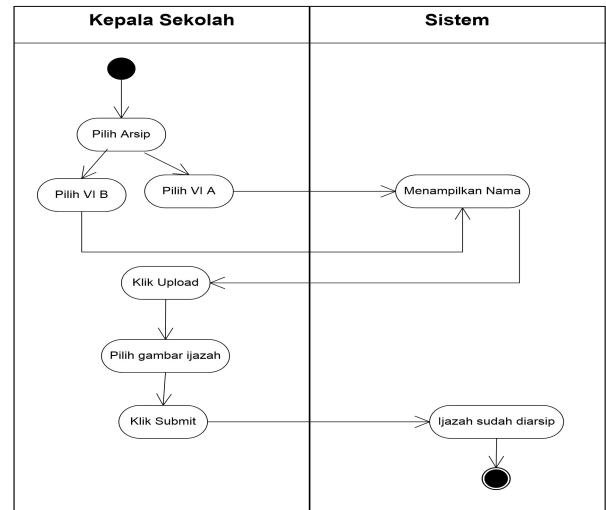 Kepala Sekolah
Sistem
Pilih Arsip
Pilih VI B
Pilih VI A
Menampilkan Nama
Klik Upload
Pilih gambar ijazah
Klik Submit
Ijazah sudah diarsip